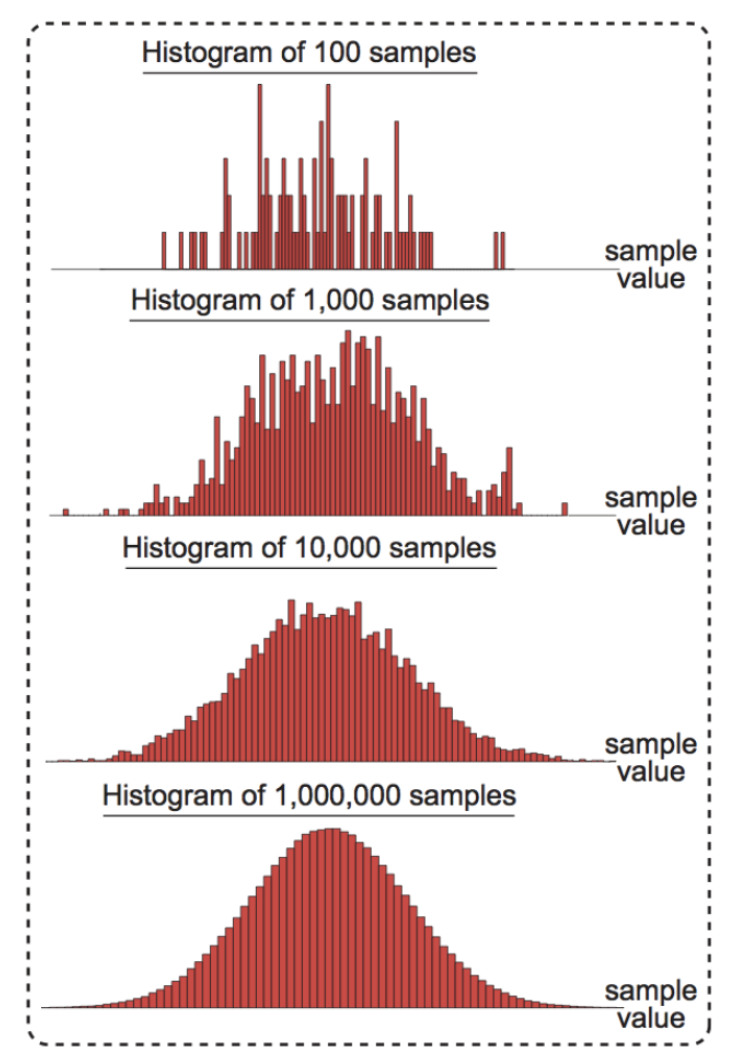 Histogram of 100 samples
sample
value
Histogram of 1,000 samples
sample
value
Histogram of 10,000 samples
sample
value
Histogram of 1,000,000 samples
sample
value